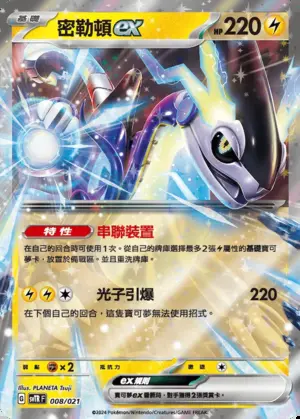 基礎
密勒頓ex
HP 220
特性 串聯裝置
在自己的回合時可使用1次。從自己的牌庫選擇最多2張⚡屬性的基礎寶可
夢卡,放置於備戰區。並且重洗牌庫。
光子引爆 220
在下個自己的回合,這隻寶可夢無法使用招式。
弱點 ×2 抵抗力 撤退
ex規則
Illus. PLANETA Tsuji
G svTR F 008/021
寶可夢ex昏厥時,對手獲得2張獎賞卡。
©2024 Pokémon/Nintendo/Creatures/GAME FREAK.